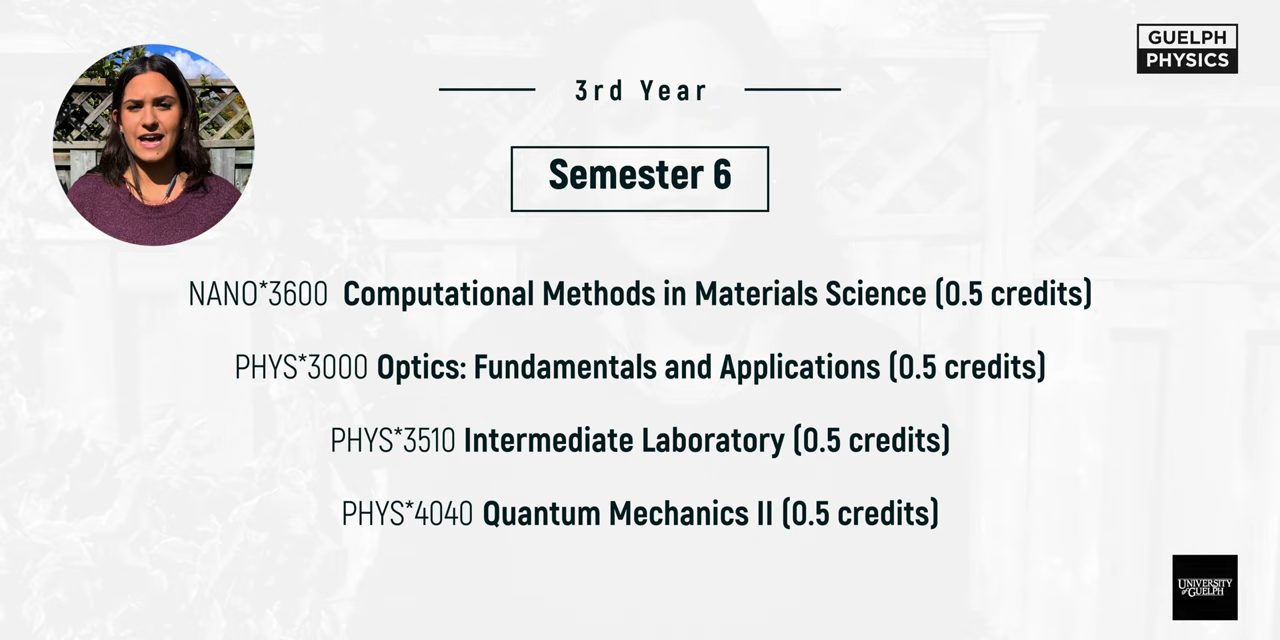 GUELPH
PHYSICS
3rd Year
Semester 6
NANO*3600 Computational Methods in Materials Science (0.5 credits)
PHYS*3000 Optics: Fundamentals and Applications (0.5 credits)
PHYS*3510 Intermediate Laboratory (0.5 credits)
PHYS*4040 Quantum Mechanics II (0.5 credits)
UNIVERSITY
of GUELPH